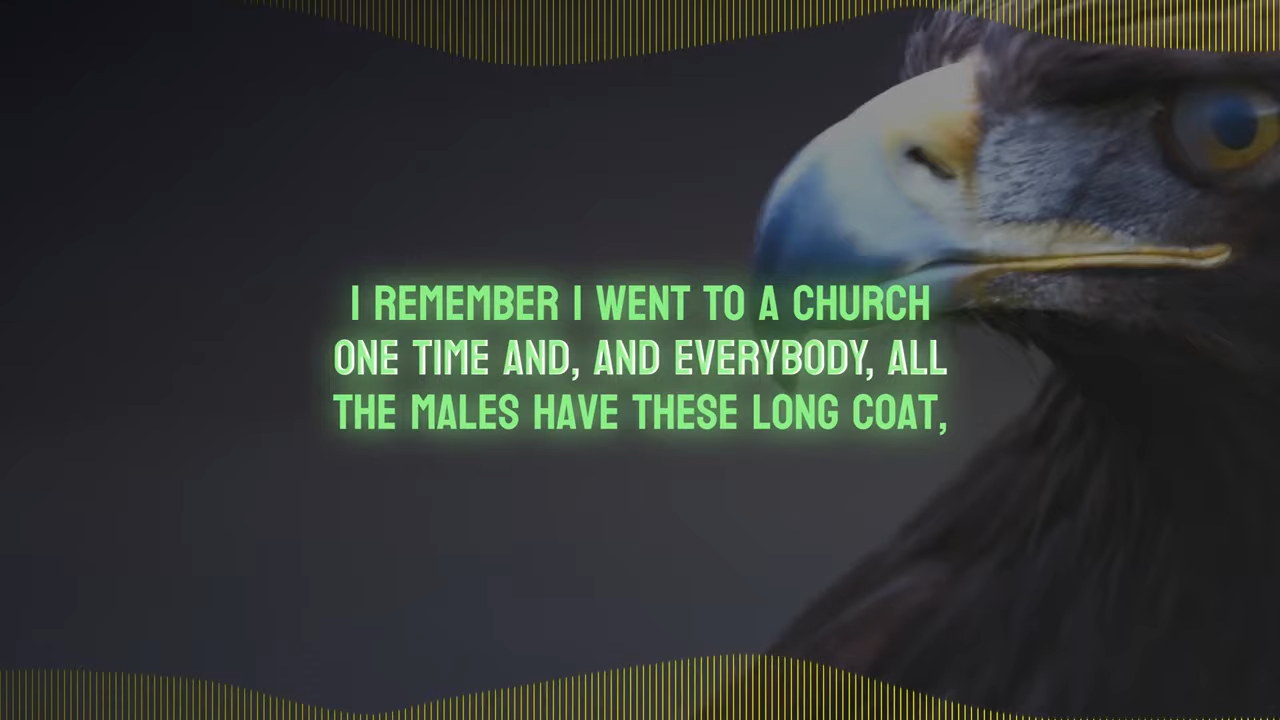 I REMEMBER I WENT TO A CHURCH
ONE TIME AND, AND EVERYBODY, ALL
THE MALES HAVE THESE LONG COAT,